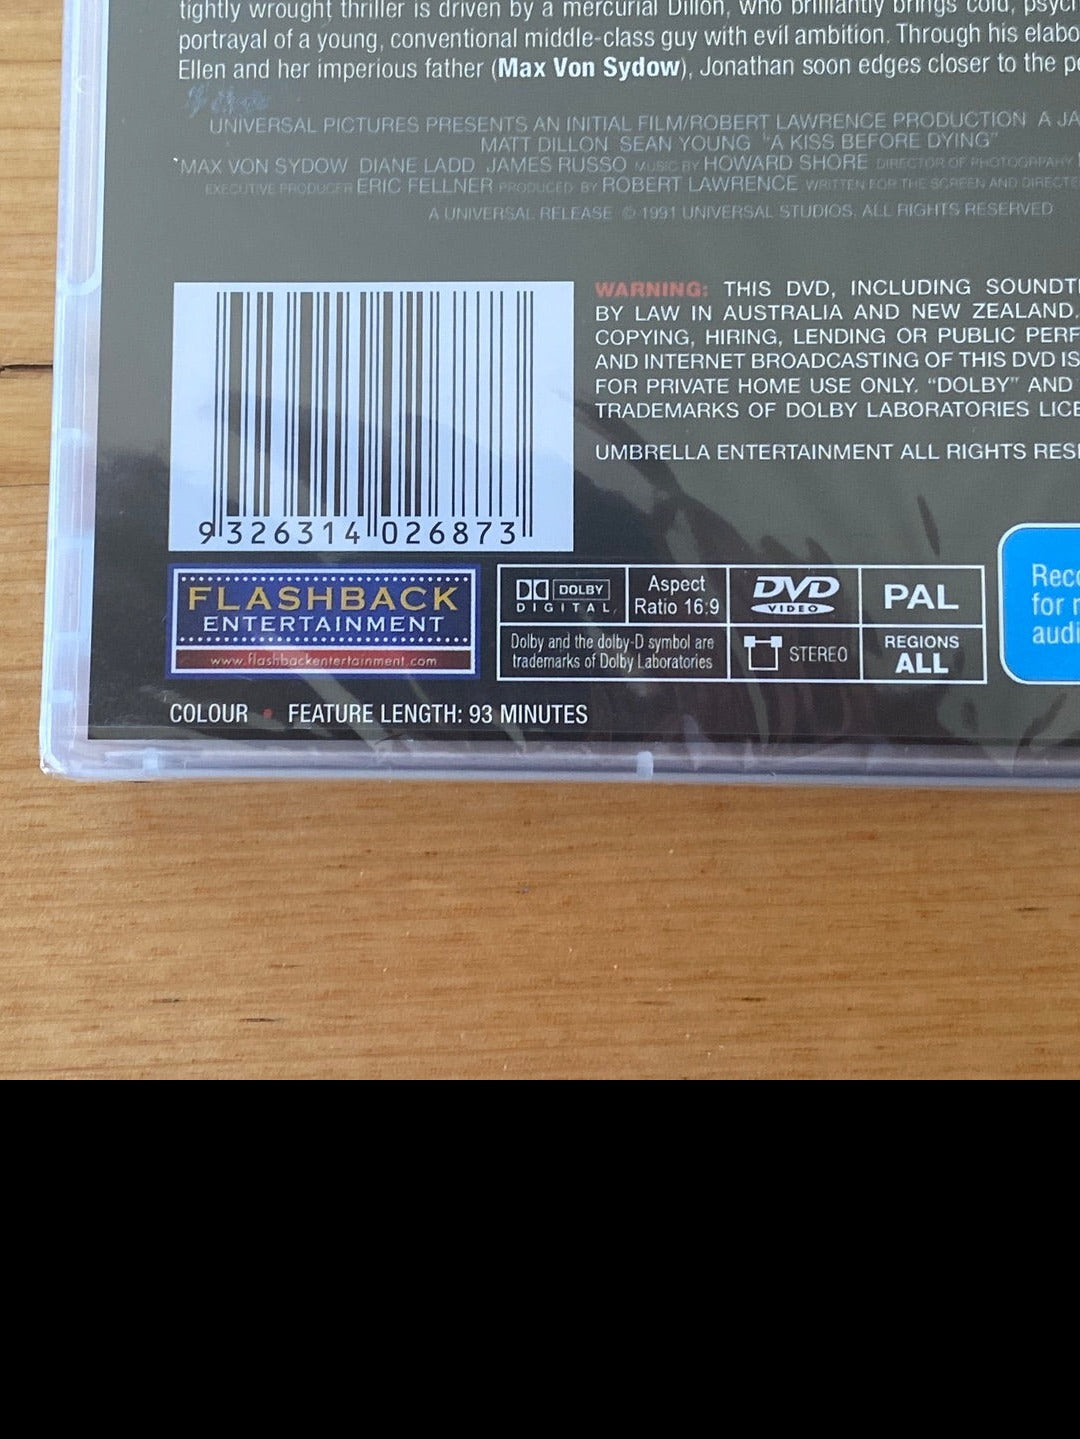 tightly wrought thriller is driven by a mercurial Dillon, who brilliantly brings cold,
portrayal of a young, conventional middle-class guy with evil ambition. Through his
Ellen and her imperious father (Max Von Sydow), Jonathan soon edges closer to the
UNIVERSAL PICTURES PRESENTS AN INITIAL FILM/ROBERT LAWRENCE PRODUCTION A
MATT DILLON SEAN YOUNG "A KISS BEFORE DYING"
MAX VON SYDOW DIANE LADD JAMES RUSSO MUSIC BY HOWARD SHORE DIRECTOR OF PHOTOGRPAHY
EXECUTIVE PRODUCER ERIC FELLNER PRODUCED BY ROBERT LAWRENCE WRITTEN FOR THE SCREEN AND
A UNIVERSAL RELEASE © 1991 UNIVERSAL STUDIOS. ALL RIGHTS RESERVED
WARNING: THIS DVD, INCLUDING
BY LAW IN AUSTRALIA AND NEW ZEALAND.
COPYING, HIRING, LENDING OR PUBLIC
AND INTERNET BROADCASTING OF THIS DVD IS
FOR PRIVATE HOME USE ONLY. "DOLBY" AND
TRADEMARKS OF DOLBY LABORATORIES
UMBRELLA ENTERTAINMENT ALL RIGHTS
9 326314 026873
FLASHBACK
ENTERTAINMENT
www.flashbackentertainment.com
DOLBY
DIGITAL
Aspect
Ratio 16:9
DVD
VIDEO
PAL
Dolby and the dolby-D symbol are
trademarks of Dolby Laboratories
STEREO
REGIONS
ALL
COLOUR • FEATURE LENGTH: 93 MINUTES